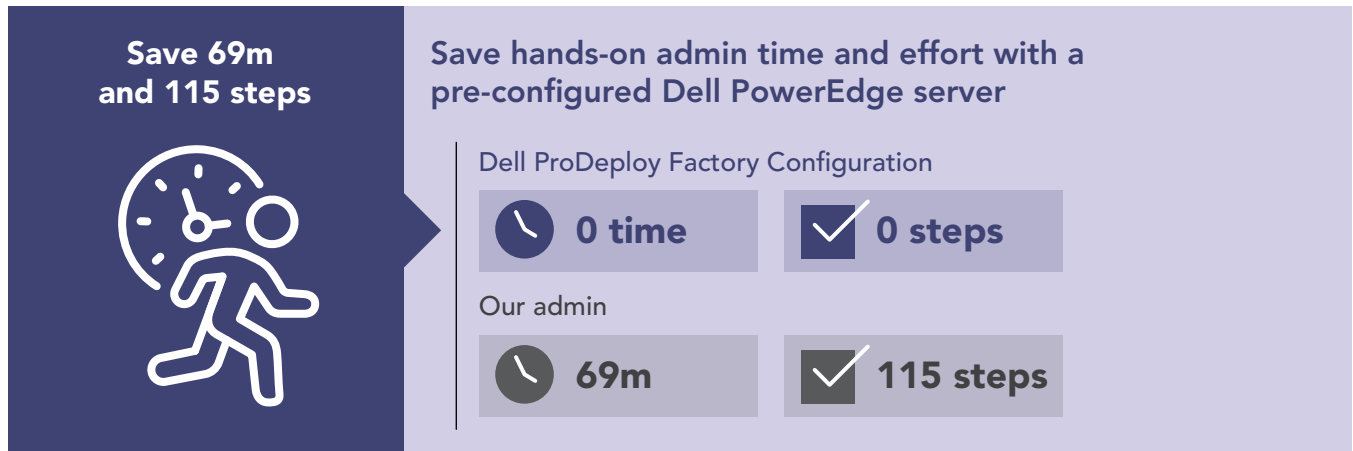 Save 69m
and 115 steps
Save hands-on admin time and effort with a
pre-configured Dell PowerEdge server
Dell ProDeploy Factory Configuration
0 time
0 steps
Our admin
69m
115 steps